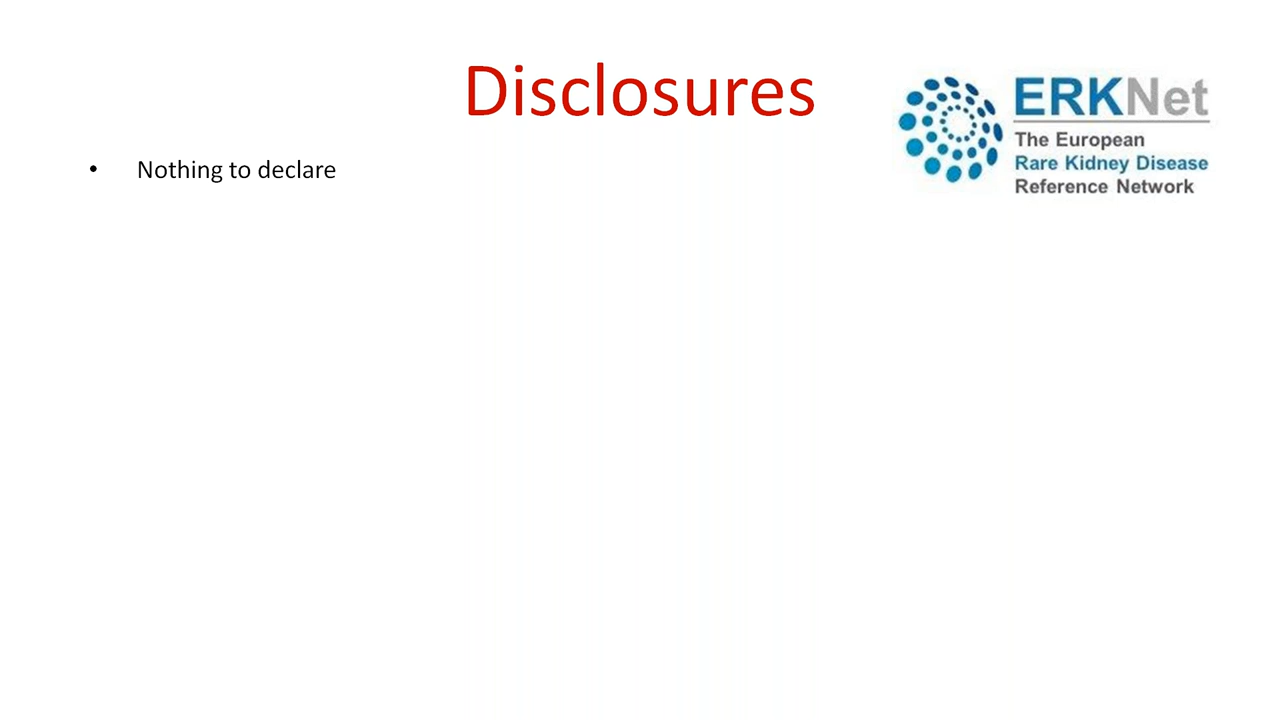 Disclosures
• Nothing to declare
ERKNet
The European
Rare Kidney Disease
Reference Network